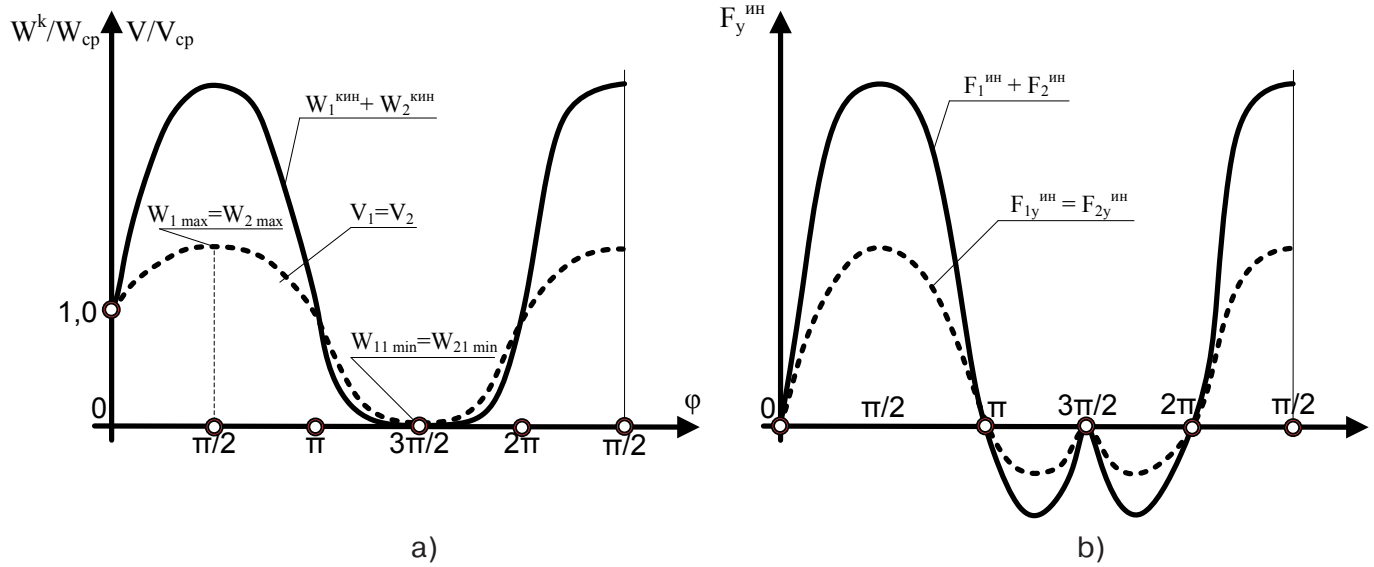 W^k/W_ср V/V_ср
W_1^кин + W_2^кин
W_1 max=W_2 max
V_1=V_2
1,0
W_11 min=W_21 min
0
φ
π/2 π 3π/2 2π π/2
a)
F_y^ин
F_1^ин + F_2^ин
F_1y^ин = F_2y^ин
0 π/2 π 3π/2 2π π/2
b)